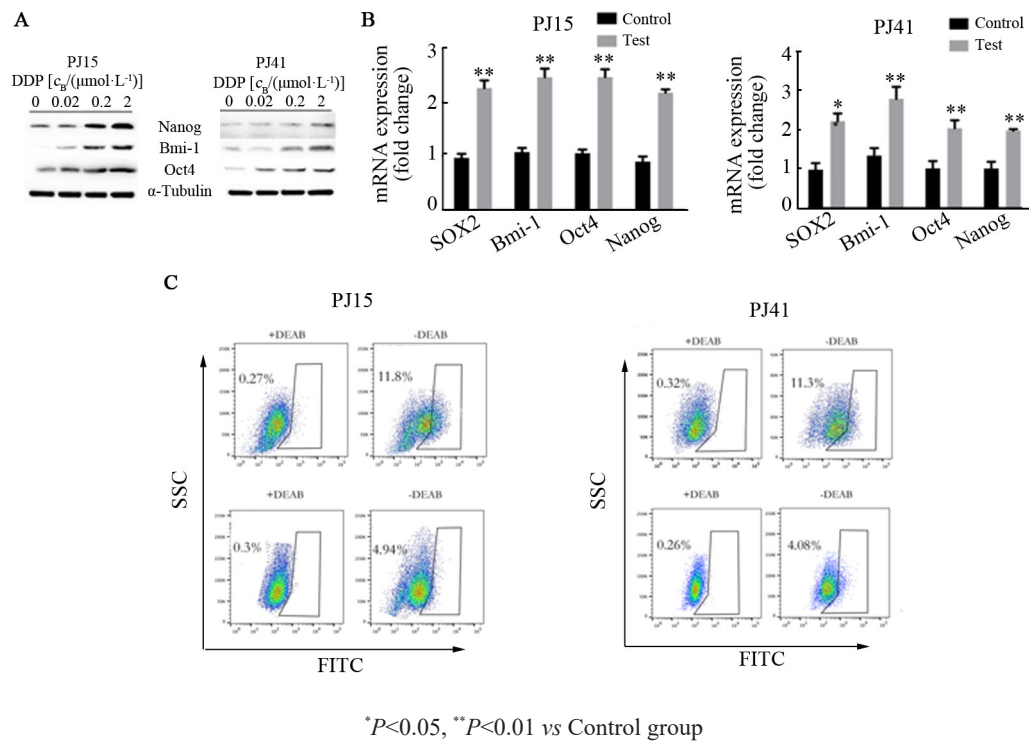 A
PJ15
DDP [cB/(μmol·L-1)]
0 0.02 0.2 2
PJ41
DDP [cB/(μmol·L-1)]
0 0.02 0.2 2
Nanog
Bmi-1
Oct4
α-Tubulin
B
PJ15
Control
Test
mRNA expression
(fold change)
3
2
1
0
**
**
**
**
SOX2
Bmi-1
Oct4
Nanog
PJ41
Control
Test
mRNA expression
(fold change)
4
3
2
1
0
*
**
**
**
SOX2
Bmi-1
Oct4
Nanog
C
PJ15
+DEAB
-DEAB
0.27%
11.8%
+DEAB
-DEAB
0.3%
4.94%
SSC
FITC
PJ41
+DEAB
-DEAB
0.32%
11.3%
+DEAB
-DEAB
0.26%
4.08%
SSC
FITC
*P<0.05, **P<0.01 vs Control group